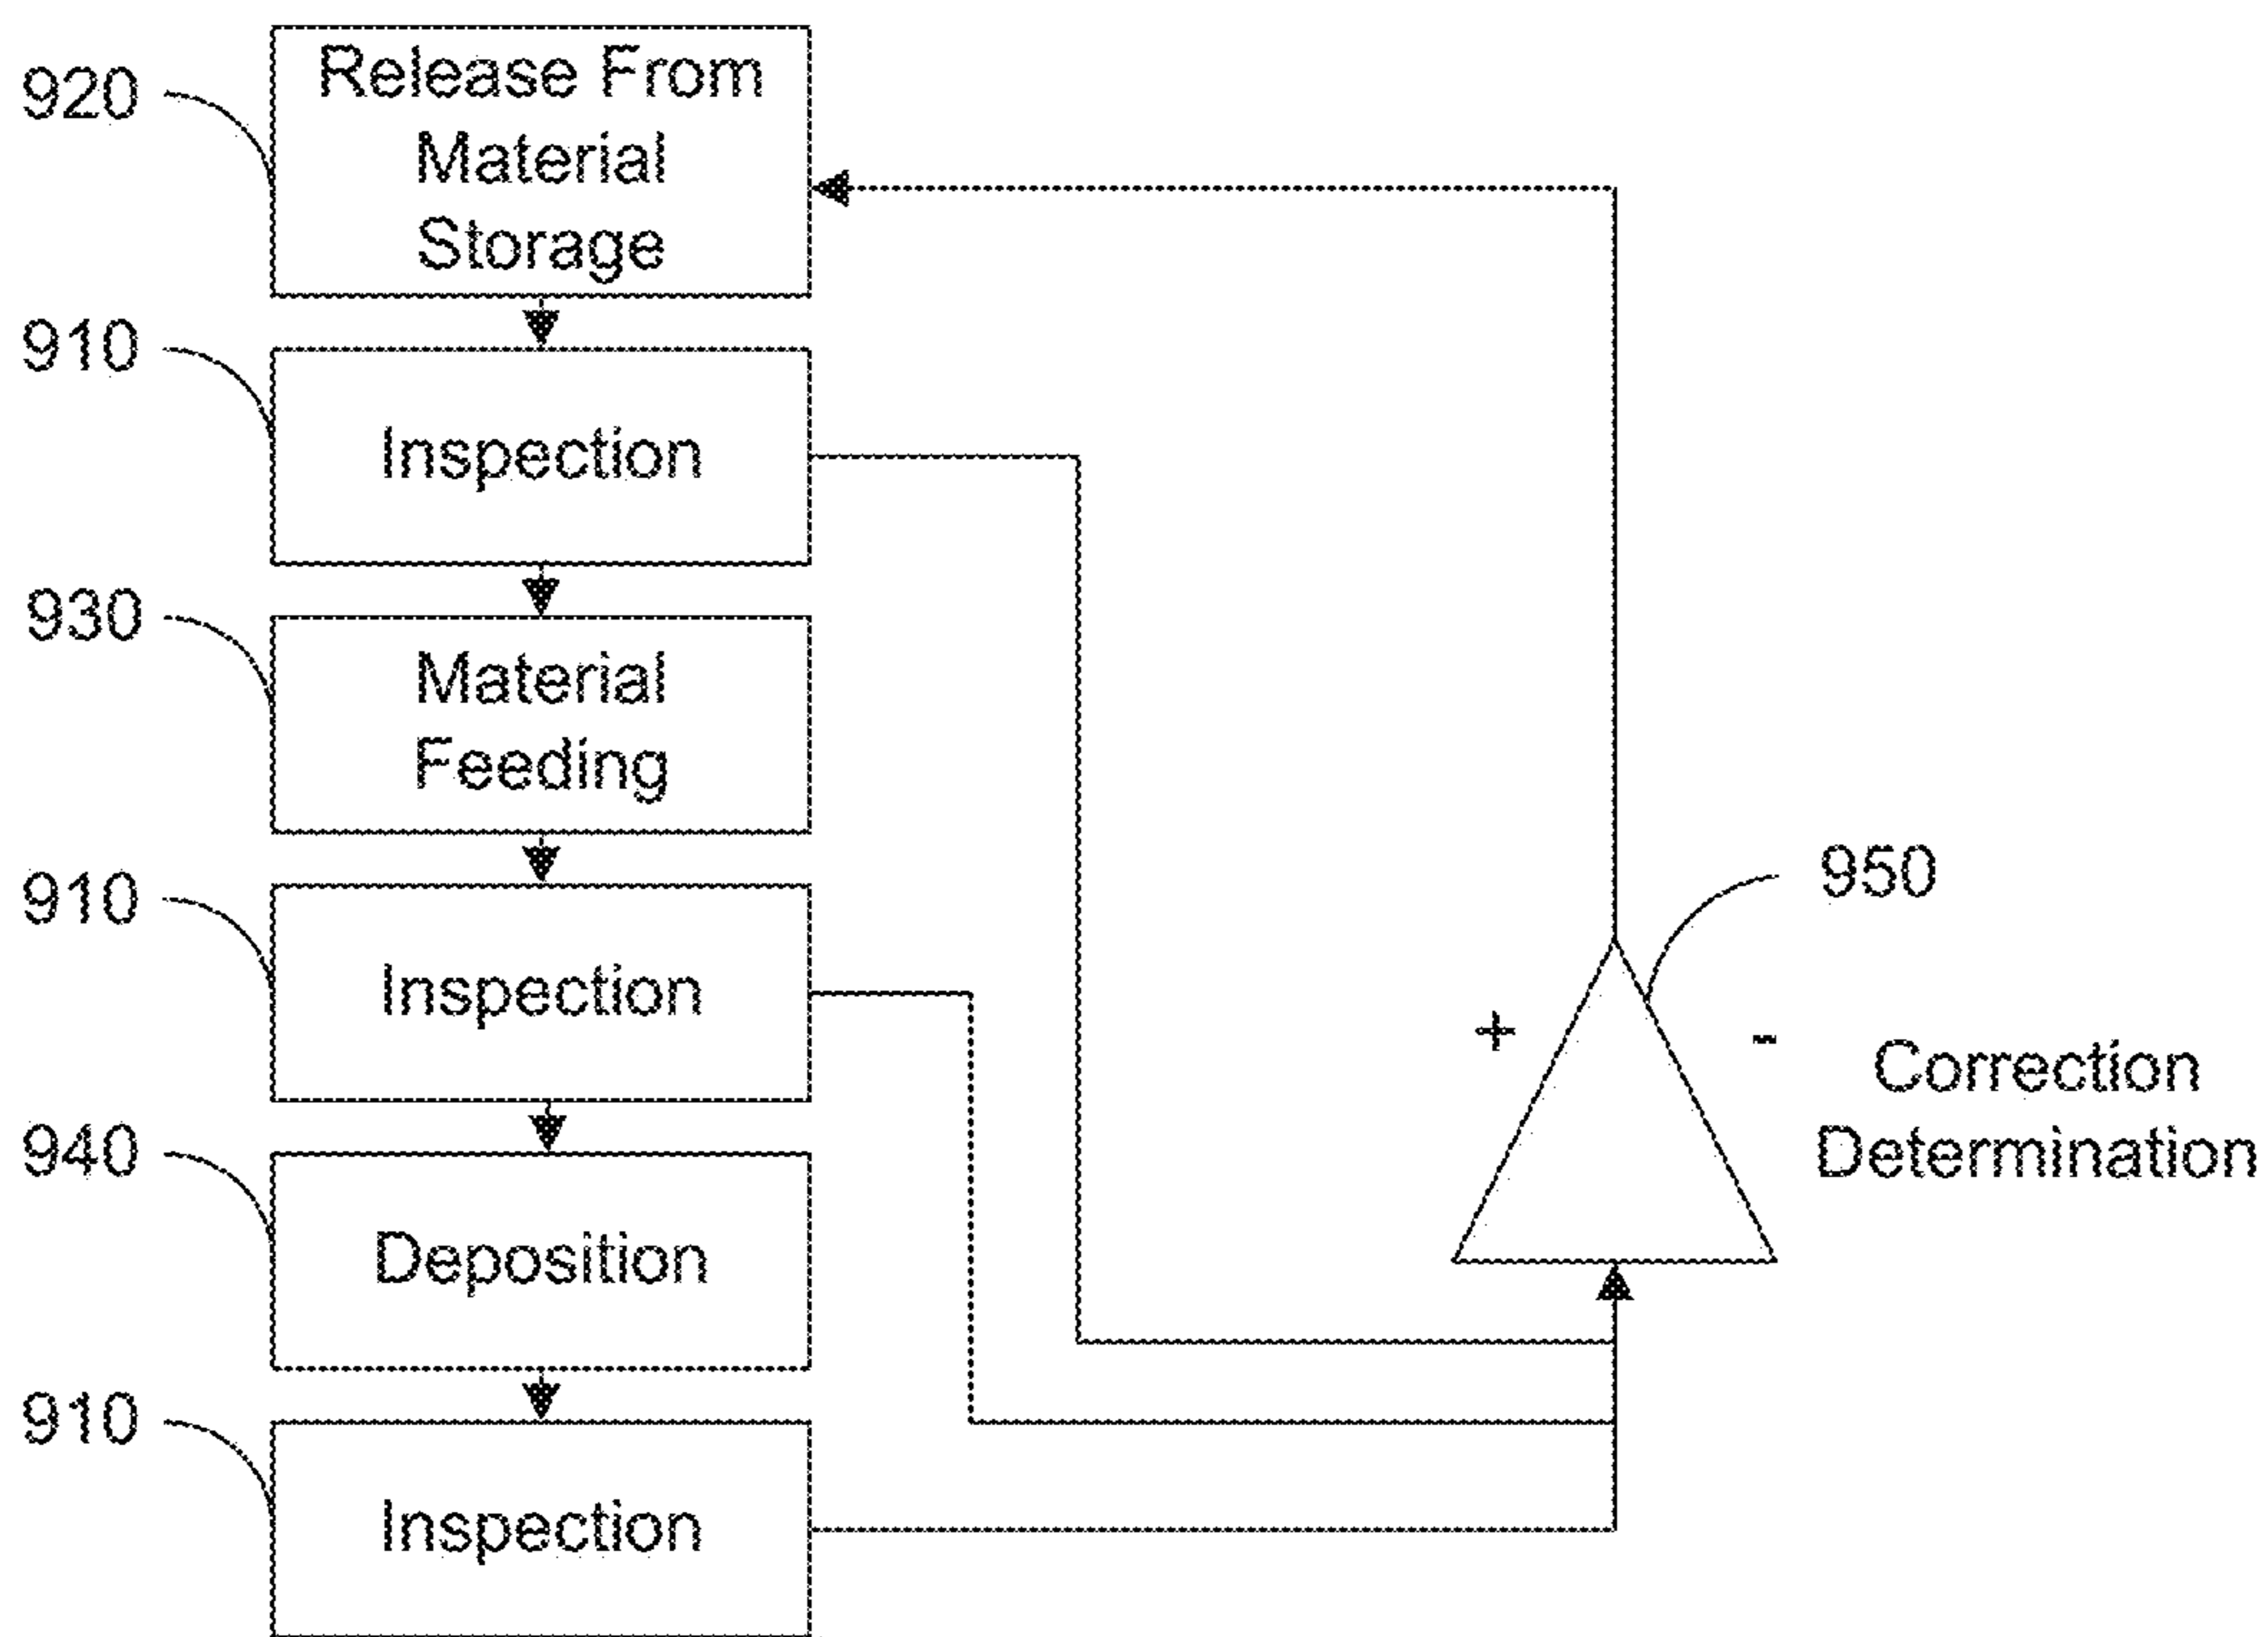 920
Release From
Material
Storage
910
Inspection
930
Material
Feeding
910
Inspection
950
+
-
Correction
Determination
940
Deposition
910
Inspection